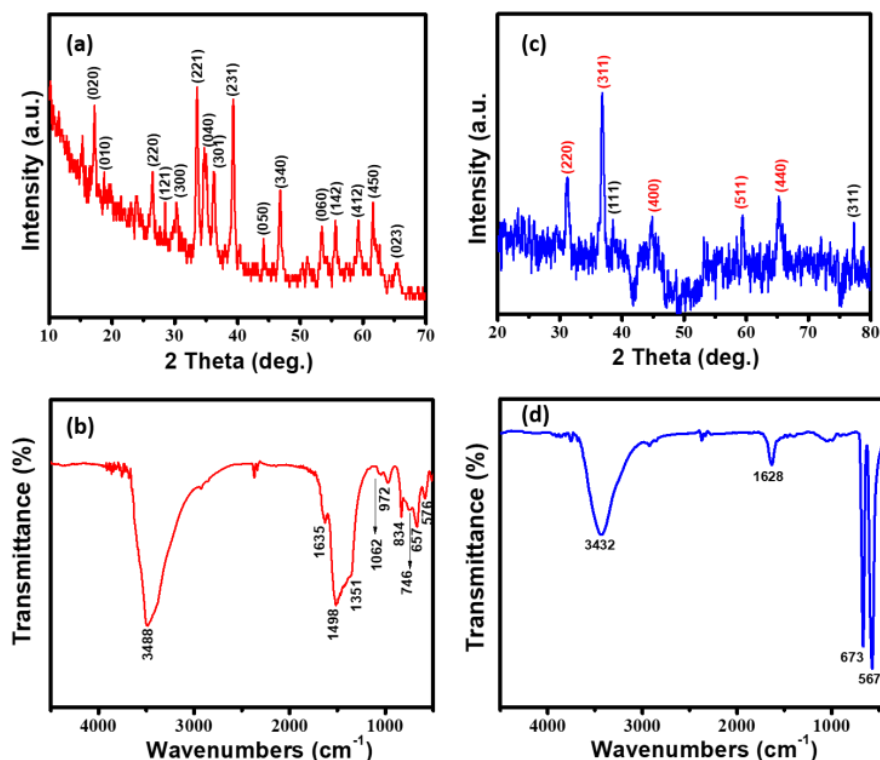 (a)
(020)
(010)
(220)
(121)
(300)
(221)
(040)
(301)
(231)
(050)
(340)
(060)
(142)
(412)
(450)
(023)
Intensity (a.u.)
10 20 30 40 50 60 70
2 Theta (deg.)
(c)
(220)
(311)
(111)
(400)
(511)
(440)
(311)
Intensity (a.u.
20 30 40 50 60 70 80
2 Theta (deg.)
(b)
3488
1635
1498
1351
1062
972
834
746
657
576
Transmittance (%)
4000 3000 2000 1000
Wavenumbers (cm⁻¹)
(d)
3432
1628
673
567
Transmittance (%)
4000 3000 2000 1000
Wavenumbers (cm⁻¹)